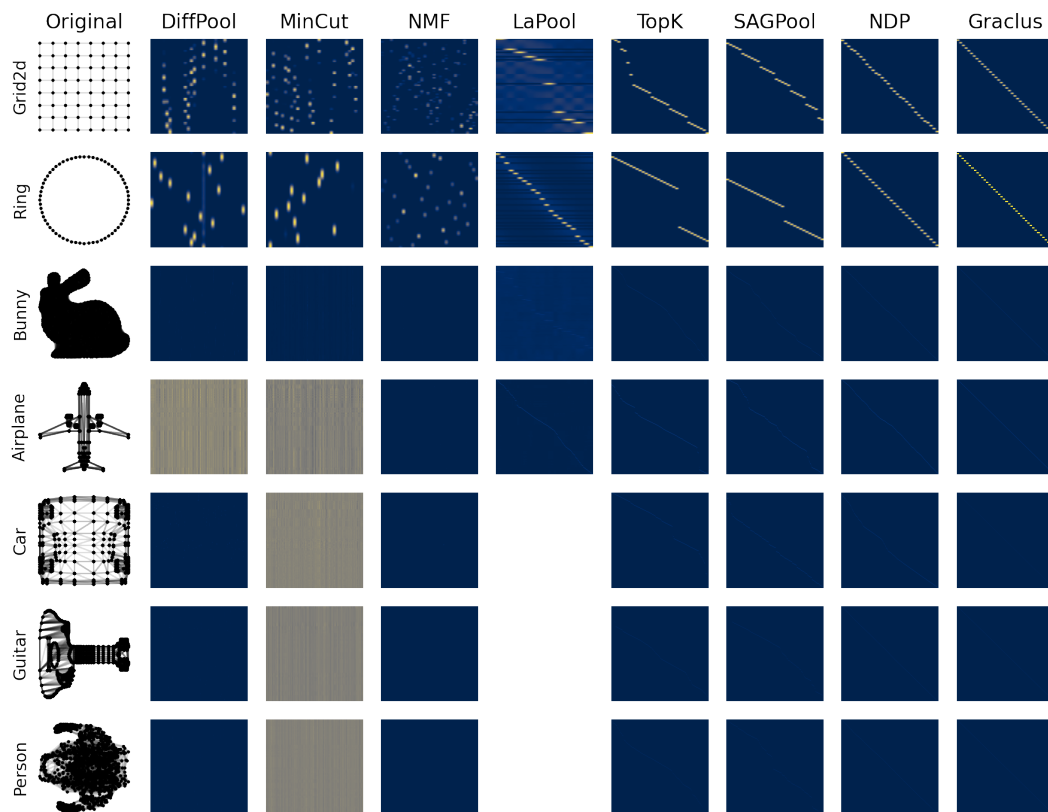 Original DiffPool MinCut NMF LaPool TopK SAGPool NDP Graclus
Grid2d
Ring
Bunny
Airplane
Car
Guitar
Person